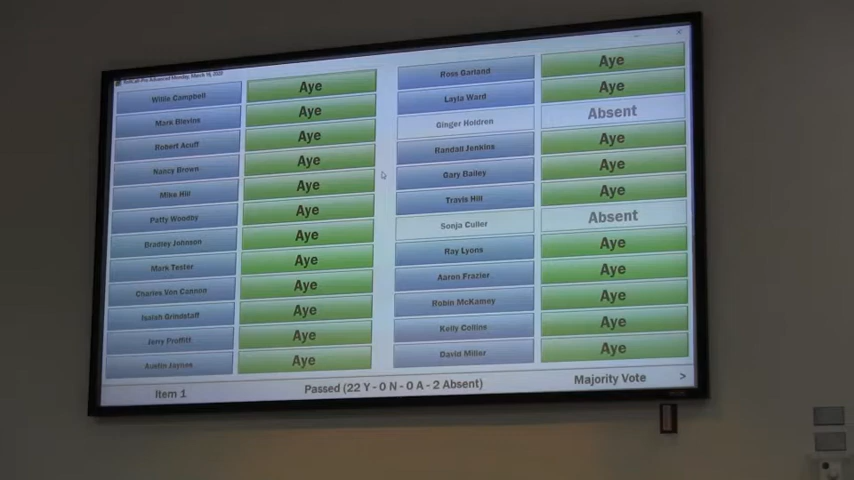 Willie Campbell Aye
Mark Blevins Aye
Robert Acuff Aye
Nancy Brown Aye
Mike Hill Aye
Patty Woodby Aye
Bradley Johnson Aye
Mark Tester Aye
Charles Von Cannon Aye
Isaiah Grindstaff Aye
Jerry Proffitt Aye
Austin Jaynes Aye
Ross Garland Aye
Layla Ward Aye
Ginger Holdren Absent
Randall Jenkins Aye
Gary Bailey Aye
Travis Hill Aye
Sonja Culler Absent
Ray Lyons Aye
Aaron Frazier Aye
Robin McKamey Aye
Kelly Collins Aye
David Miller Aye
Item 1 Passed (22 Y - 0 N - 0 A - 2 Absent) Majority Vote >